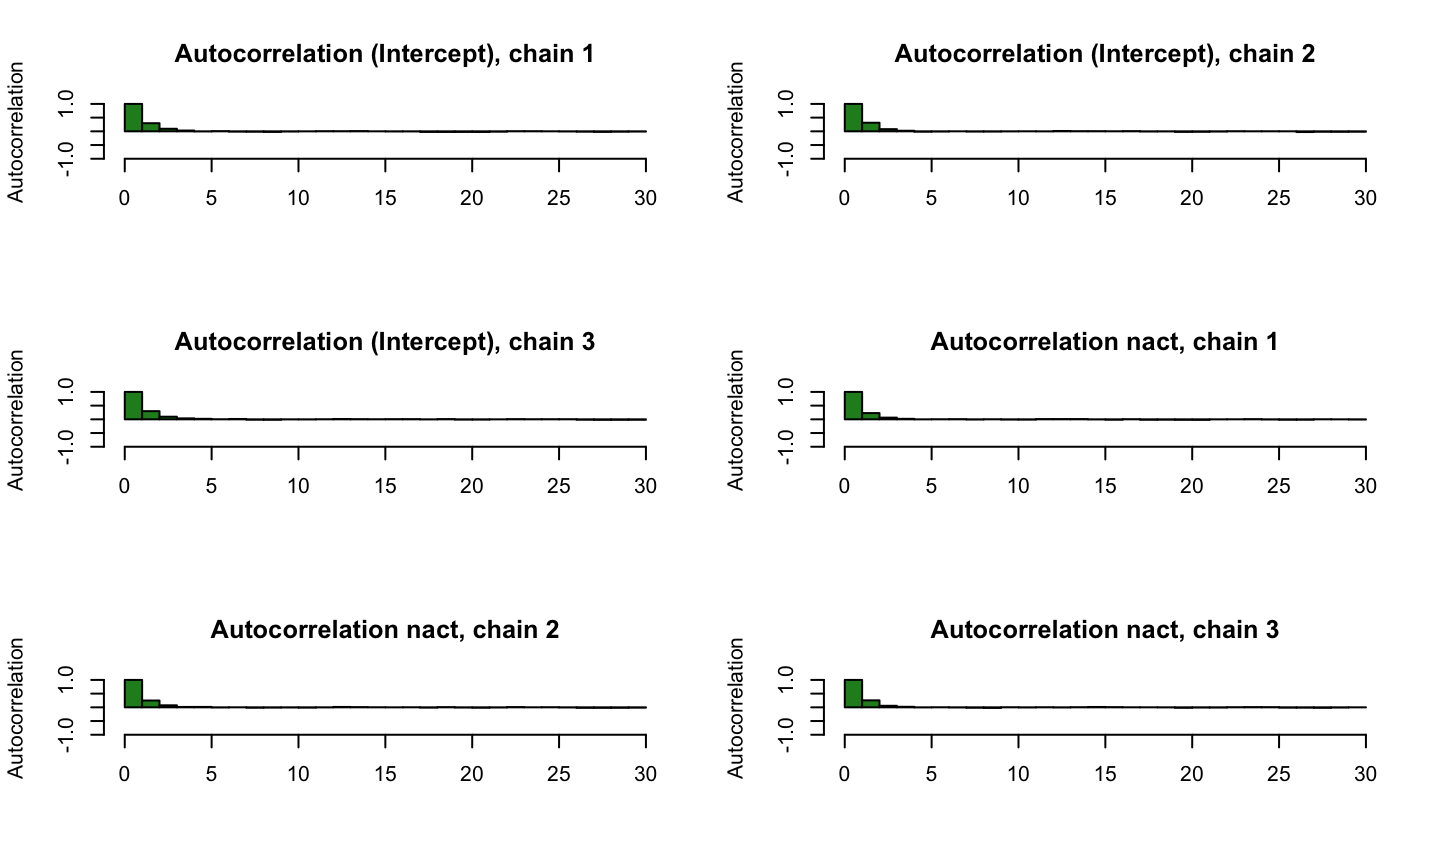 Autocorrelation (Intercept), chain 1
Autocorrelation
1.0
-1.0
0 5 10 15 20 25 30
Autocorrelation (Intercept), chain 2
Autocorrelation
1.0
-1.0
0 5 10 15 20 25 30
Autocorrelation (Intercept), chain 3
Autocorrelation
1.0
-1.0
0 5 10 15 20 25 30
Autocorrelation nact, chain 1
Autocorrelation
1.0
-1.0
0 5 10 15 20 25 30
Autocorrelation nact, chain 2
Autocorrelation
1.0
-1.0
0 5 10 15 20 25 30
Autocorrelation nact, chain 3
Autocorrelation
1.0
-1.0
0 5 10 15 20 25 30